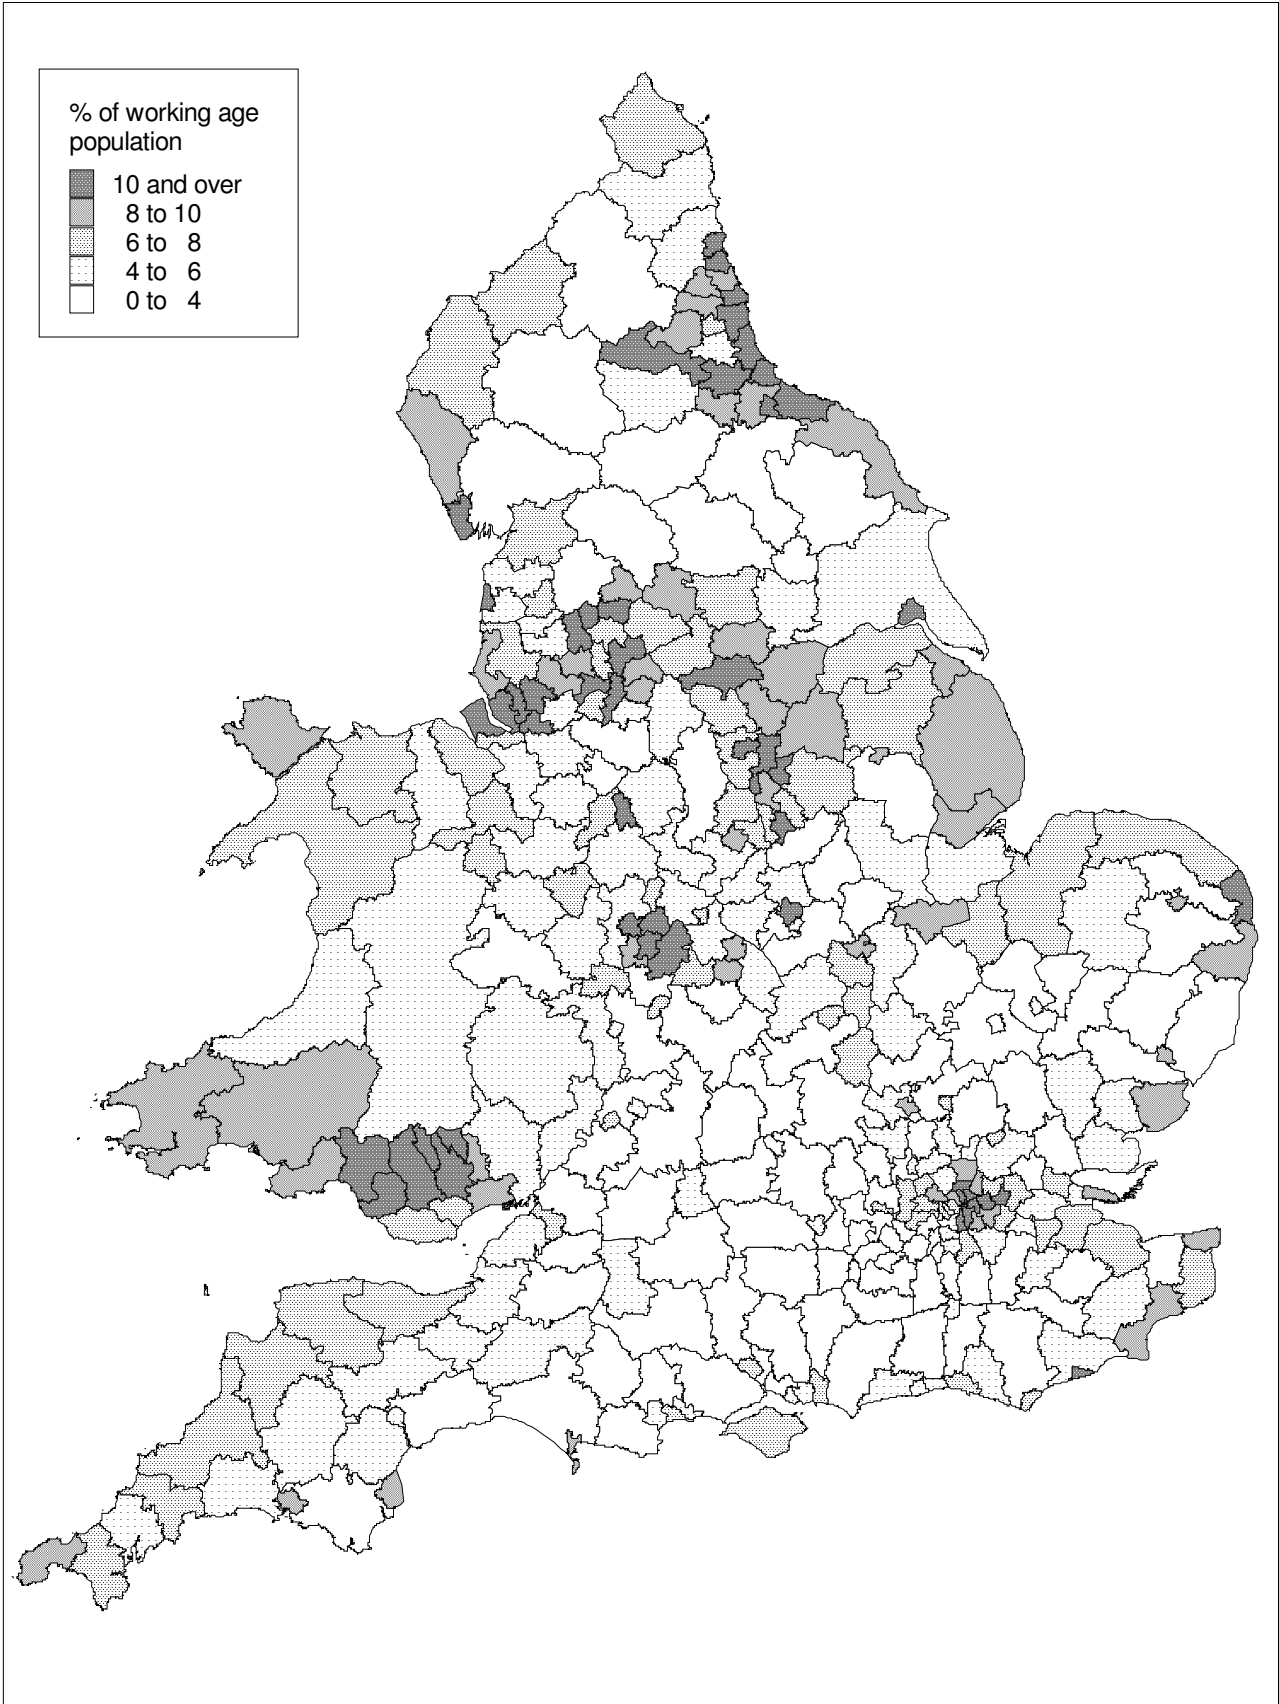 % of working age
population
10 and over
8 to 10
6 to 8
4 to 6
0 to 4